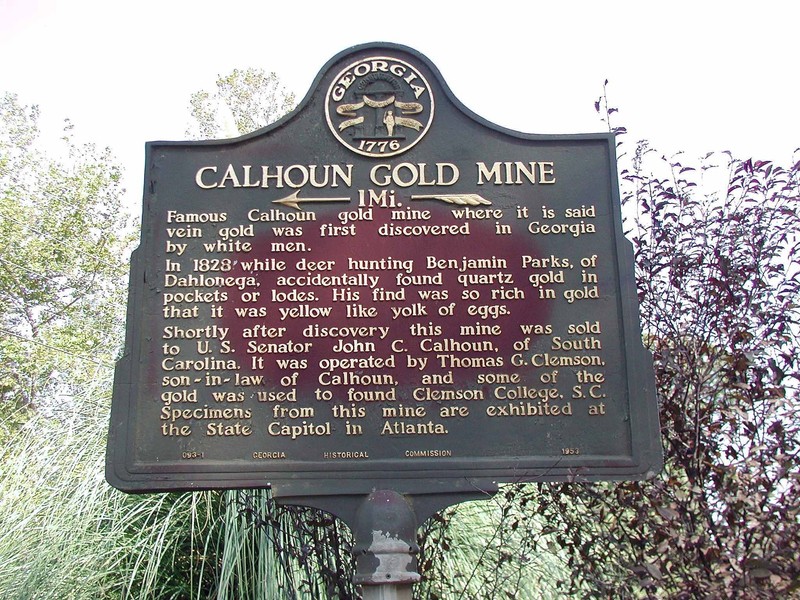 GEORGIA
1776
CALHOUN GOLD MINE
1Mi.
Famous Calhoun gold mine where it is said
vein gold was first discovered in Georgia
by white men.
In 1828 while deer hunting Benjamin Parks, of
Dahlonega, accidentally found quartz gold in
pockets or lodes. His find was so rich in gold
that it was yellow like yolk of eggs.
Shortly after discovery this mine was sold
to U. S. Senator John C. Calhoun, of South
Carolina. It was operated by Thomas G. Clemson,
son-in-law of Calhoun, and some of the
gold was used to found Clemson College, S. C.
Specimens from this mine are exhibited at
the State Capitol in Atlanta.
093-1 GEORGIA HISTORICAL COMMISSION 1953